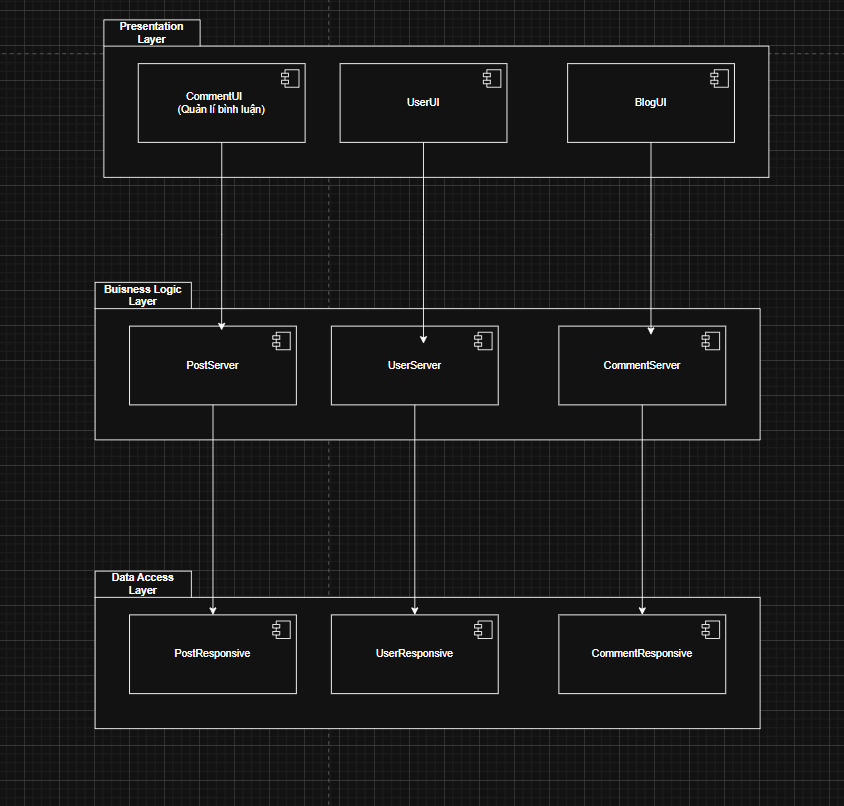 Presentation
Layer
CommentUI
(Quản lí bình luận)
UserUI
BlogUI
Buisness Logic
Layer
PostServer
UserServer
CommentServer
Data Access
Layer
PostResponsive
UserResponsive
CommentResponsive